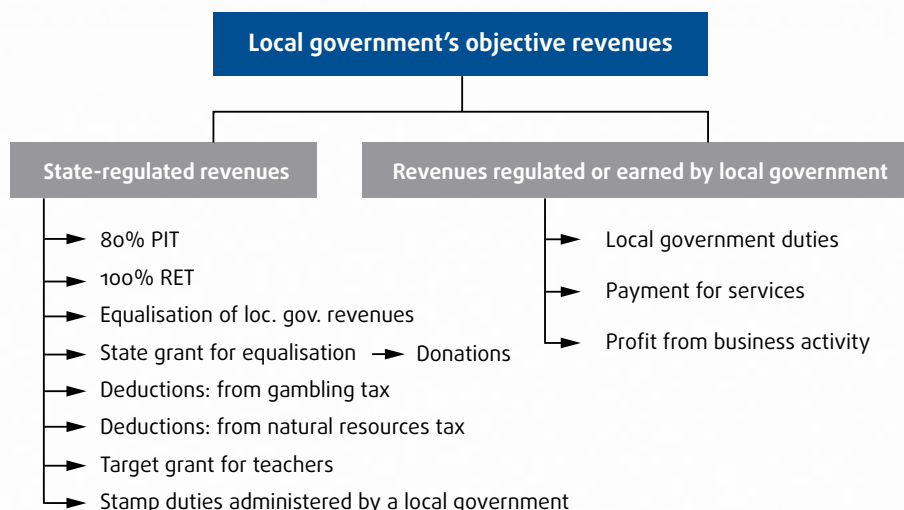 Local government's objective revenues
State-regulated revenues
Revenues regulated or earned by local government
80% PIT
100% RET
Equalisation of loc. gov. revenues
State grant for equalisation
Donations
Deductions: from gambling tax
Deductions: from natural resources tax
Target grant for teachers
Stamp duties administered by a local government
Local government duties
Payment for services
Profit from business activity